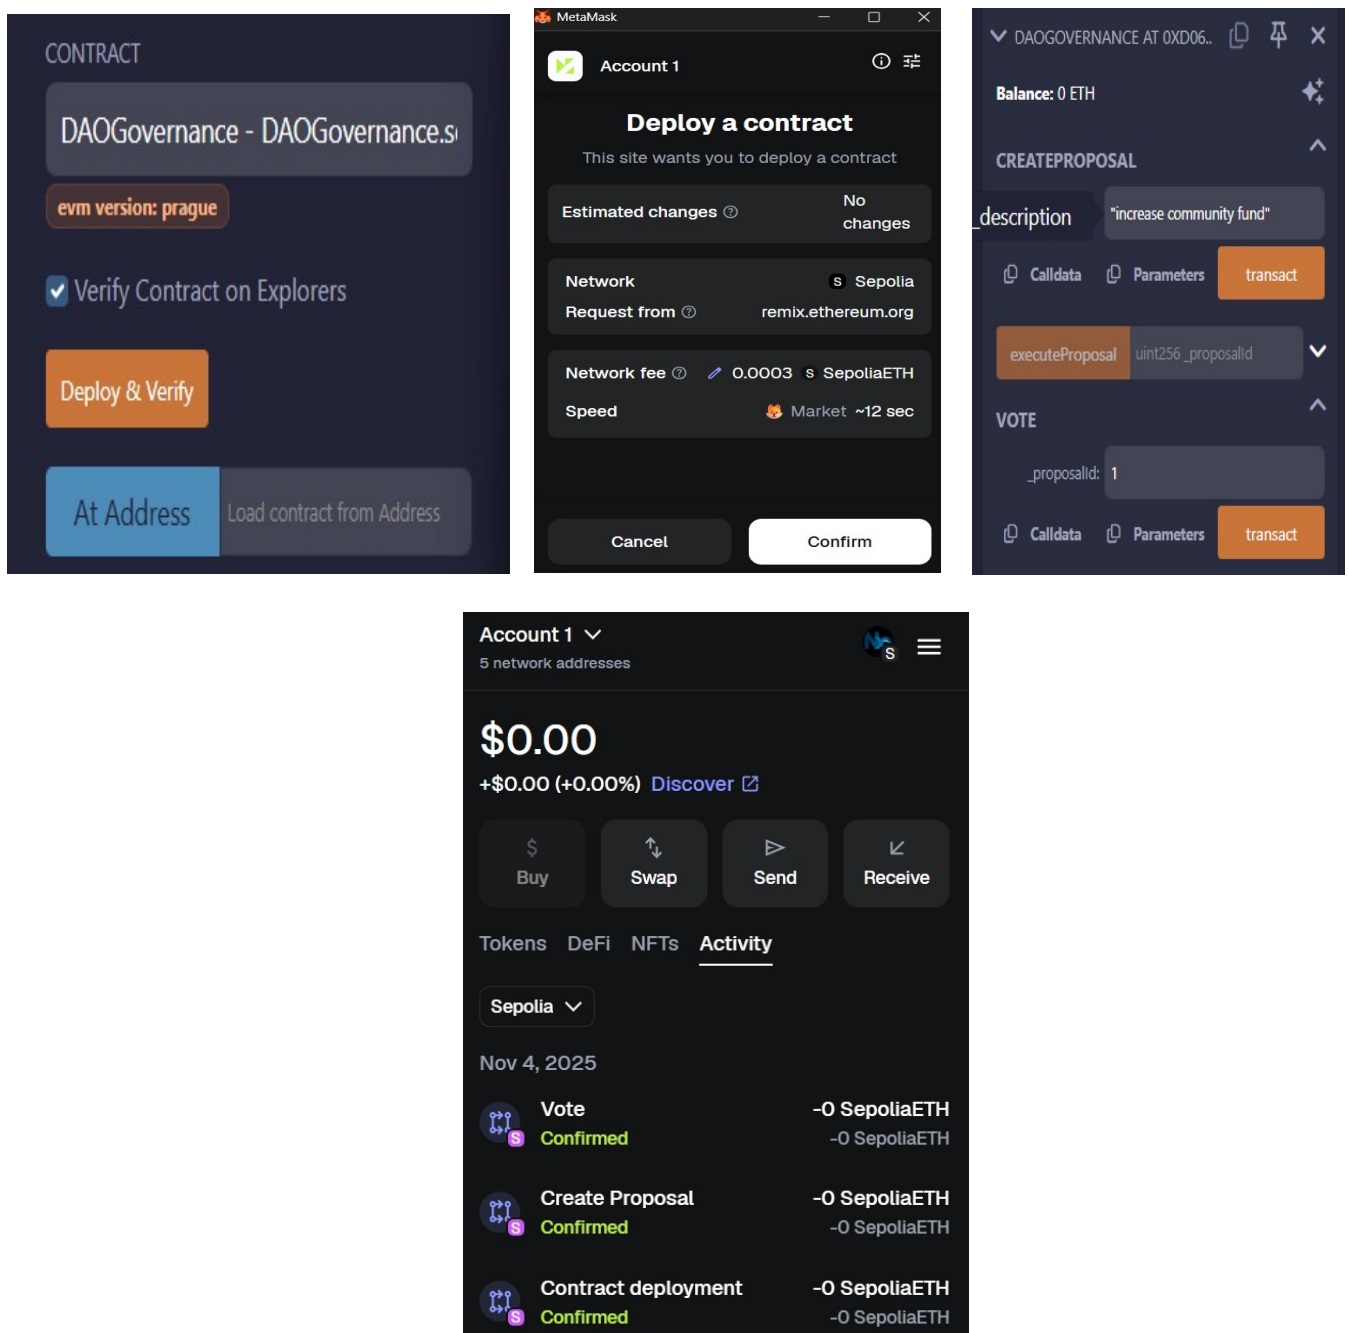 CONTRACT
DAOGovernance - DAOGovernance.s
evm version: prague
Verify Contract on Explorers
Deploy & Verify
At Address
Load contract from Address
MetaMask
Account 1
Deploy a contract
This site wants you to deploy a contract
Estimated changes
No changes
Network
S Sepolia
Request from
remix.ethereum.org
Network fee
0.0003 S SepoliaETH
Speed
Market ~12 sec
Cancel
Confirm
DAOGOVERNANCE AT 0XD06..
Balance: 0 ETH
CREATEPROPOSAL
_description
"increase community fund"
Calldata
Parameters
transact
executeProposal
uint256 _proposalId
VOTE
_proposalId:
1
Calldata
Parameters
transact
Account 1
5 network addresses
S
$0.00
+$0.00 (+0.00%) Discover
$
Buy
Swap
Send
Receive
Tokens DeFi NFTs Activity
Sepolia
Nov 4, 2025
Vote
-0 SepoliaETH
S
Confirmed
-0 SepoliaETH
Create Proposal
-0 SepoliaETH
S
Confirmed
-0 SepoliaETH
Contract deployment
-0 SepoliaETH
S
Confirmed
-0 SepoliaETH